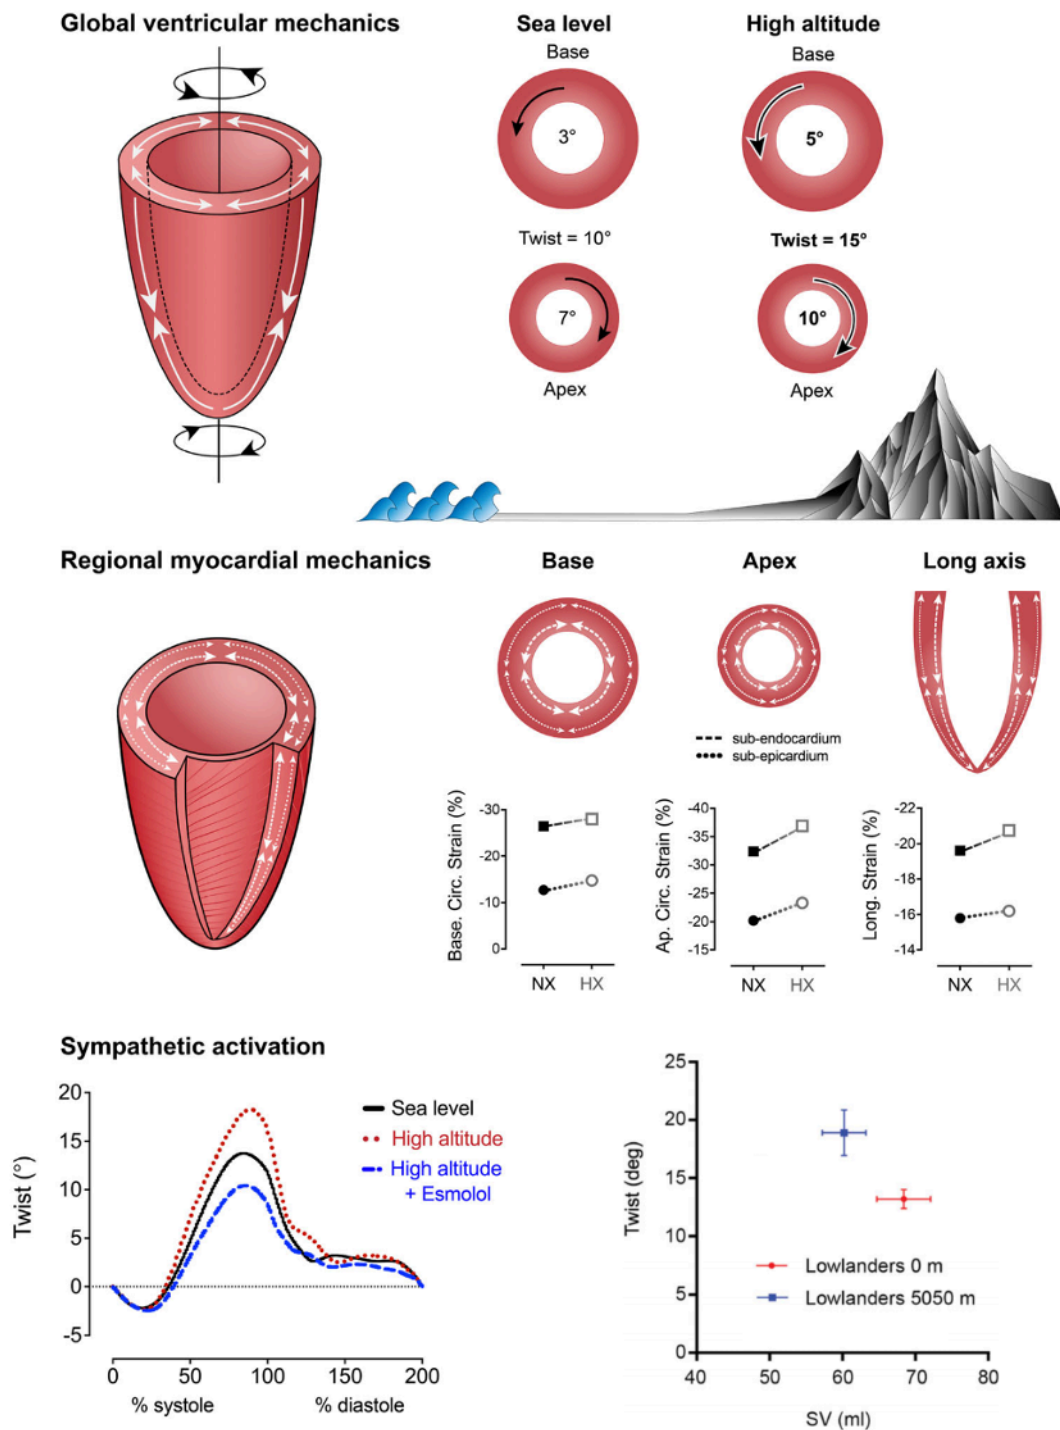 Global ventricular mechanics
Sea level
High altitude
Base
Base
3°
5°
Twist = 10°
Twist = 15°
7°
10°
Apex
Apex
Regional myocardial mechanics
Base
Apex
Long axis
sub-endocardium
sub-epicardium
Base. Circ. Strain (%)
-30
-20
-10
0
NX
HX
Ap. Circ. Strain (%)
-40
-35
-30
-25
-20
-15
NX
HX
Long. Strain (%)
-22
-20
-18
-16
-14
NX
HX
Sympathetic activation
Twist (°)
20
15
10
5
0
-5
Sea level
High altitude
High altitude
+ Esmolol
0
50
100
150
200
% systole
% diastole
Twist (deg)
25
20
15
10
5
0
Lowlanders 0 m
Lowlanders 5050 m
40
50
60
70
80
SV (ml)